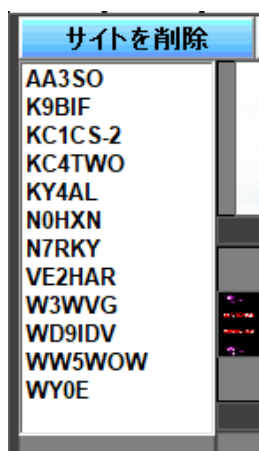 サイトを削除
AA3SO
K9BIF
KC1CS-2
KC4TWO
KY4AL
N0HXN
N7RKY
VE2HAR
W3WVG
WD9IDV
WW5WOW
WY0E